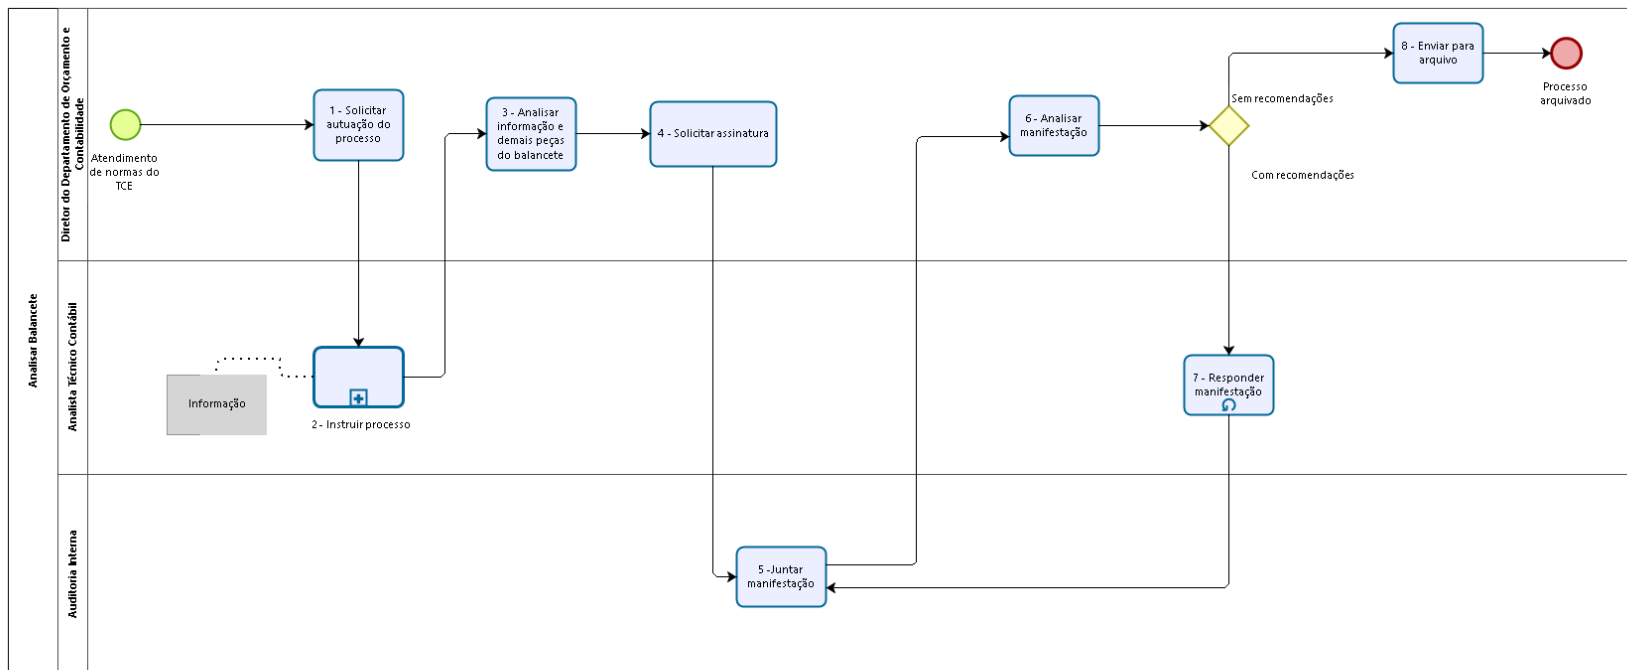 Analisar Balancete
Diretor do Departamento de Orçamento e
Contabilidade
Atendimento
de normas do
TCE
1 - Solicitar
autuação do
processo
3 - Analisar
informação e
demais peças
do balancete
4 - Solicitar assinatura
6 - Analisar
manifestação
Sem recomendações
Com recomendações
8 - Enviar para
arquivo
Processo
arquivado
Analista Técnico Contábil
Informação
2 - Instruir processo
7 - Responder
manifestação
Auditoria Interna
5 -Juntar
manifestação